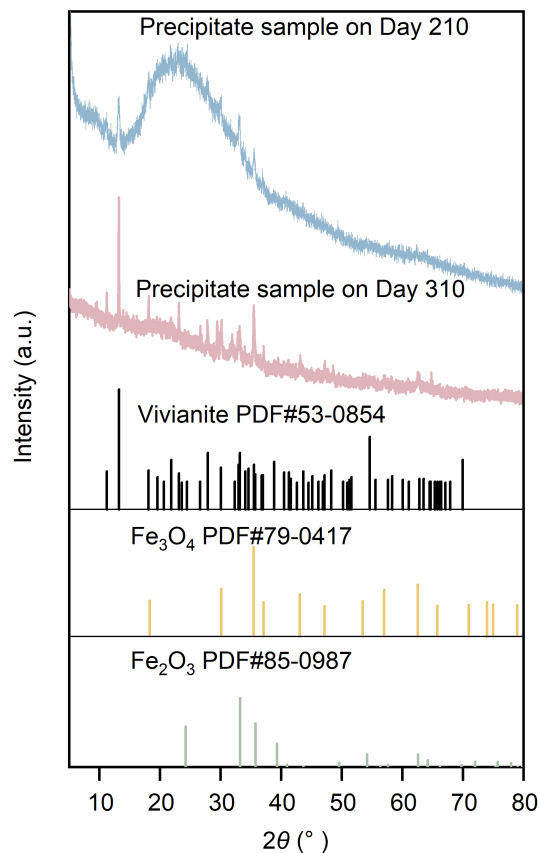 Precipitate sample on Day 210
Precipitate sample on Day 310
Vivianite PDF#53-0854
Fe₃O₄ PDF#79-0417
Fe₂O₃ PDF#85-0987
Intensity (a.u.)
10 20 30 40 50 60 70 80
2θ (°)